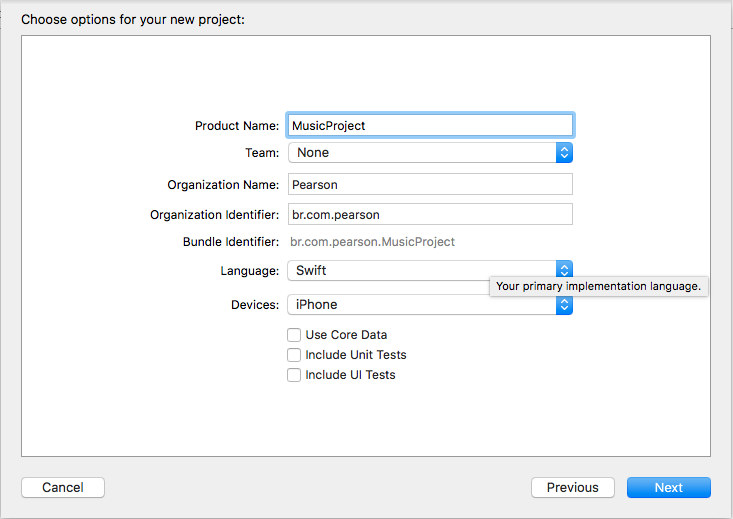 Choose options for your new project:
Product Name: MusicProject
Team: None
Organization Name: Pearson
Organization Identifier: br.com.pearson
Bundle Identifier: br.com.pearson.MusicProject
Language: Swift
Your primary implementation language.
Devices: iPhone
Use Core Data
Include Unit Tests
Include UI Tests
Cancel Previous Next